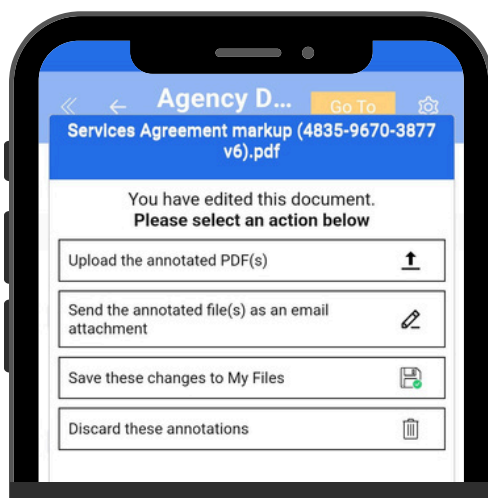 Agency D...
Go To
Services Agreement markup (4835-9670-3877
v6).pdf
You have edited this document.
Please select an action below
Upload the annotated PDF(s)
Send the annotated file(s) as an email
attachment
Save these changes to My Files
Discard these annotations